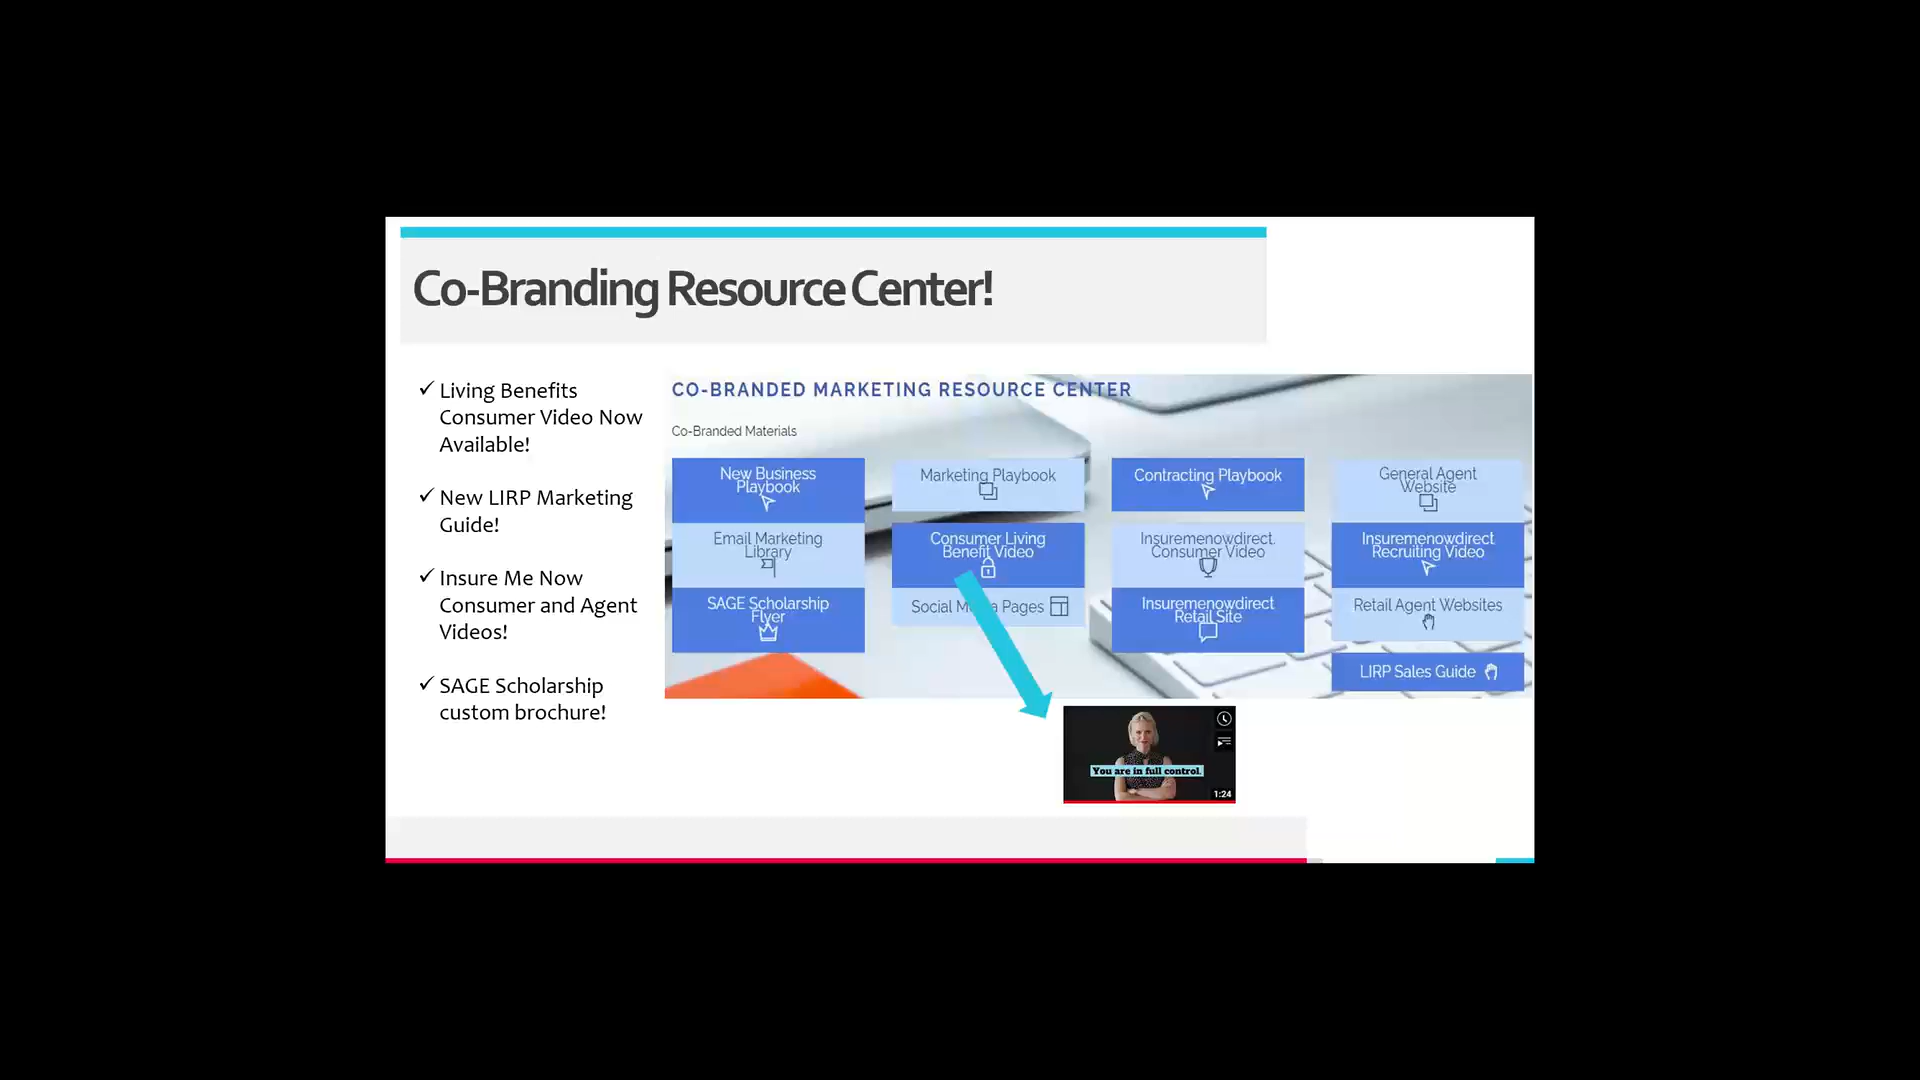 Co-Branding Resource Center!
✓ Living Benefits
Consumer Video Now
Available!
✓ New LIRP Marketing
Guide!
✓ Insure Me Now
Consumer and Agent
Videos!
✓ SAGE Scholarship
custom brochure!
CO-BRANDED MARKETING RESOURCE CENTER
Co-Branded Materials
New Business
Playbook
Marketing Playbook
Contracting Playbook
General Agent
Website
Email Marketing
Library
Consumer Living
Benefit Video
Insuremenowdirect.
Consumer Video
Insuremenowdirect
Recruiting Video
SAGE Scholarship
Flyer
Social Pages
Insuremenowdirect
Retail Site
Retail Agent Websites
LIRP Sales Guide
You are in full control.
1:24